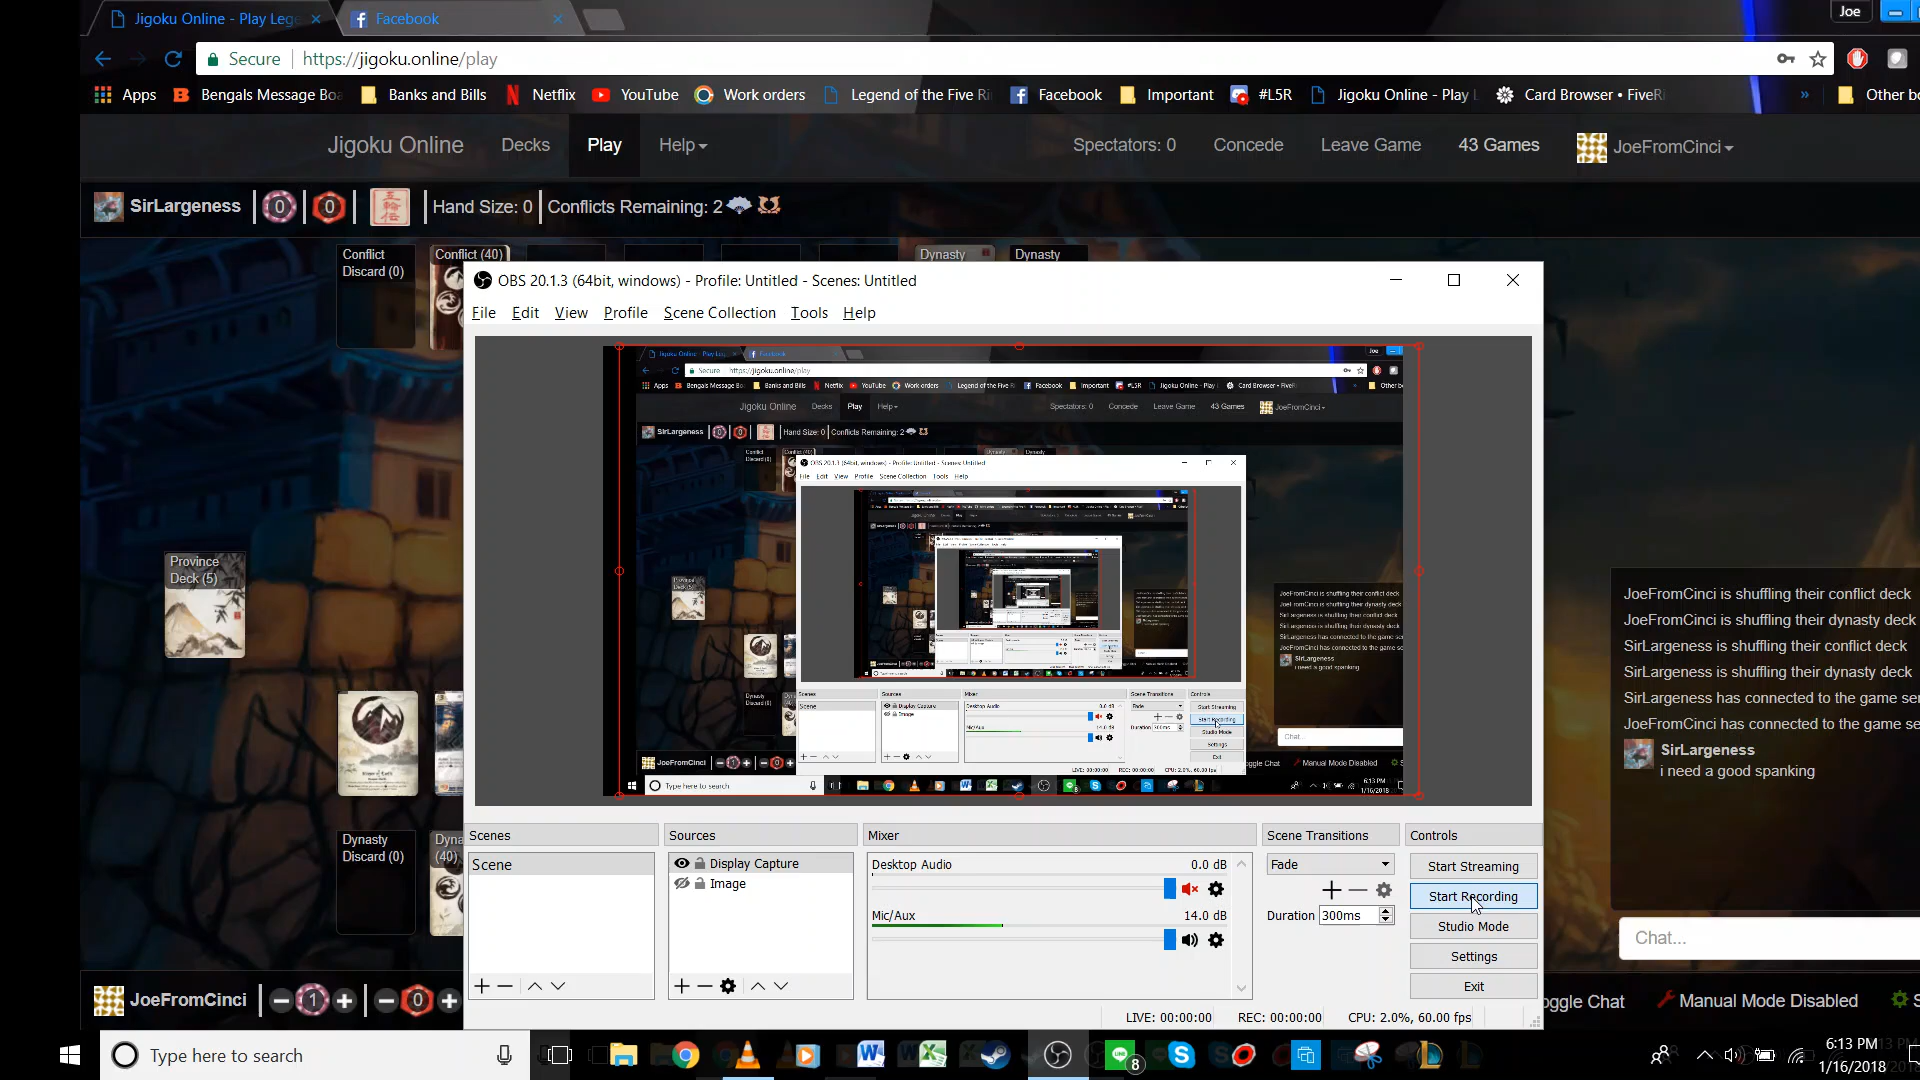 Jigoku Online - Play Lege
Facebook
Joe
Secure
https://jigoku.online/play
Apps
Bengals Message Boa
Banks and Bills
Netflix
YouTube
Work orders
Legend of the Five Ri
Facebook
Important
#L5R
Jigoku Online - Play L
Card Browser • FiveR
»
Other bo
Jigoku Online
Decks
Play
Help
Spectators: 0
Concede
Leave Game
43 Games
JoeFromCinci
SirLargeness
0
0
Hand Size: 0
Conflicts Remaining: 2
Conflict
Discard (0)
Conflict (40)
Dynasty
Dynasty
OBS 20.1.3 (64bit, windows) - Profile: Untitled - Scenes: Untitled
File
Edit
View
Profile
Scene Collection
Tools
Help
Province
Deck (5)
Dynasty
Discard (0)
Dyna
(40)
JoeFromCinci is shuffling their conflict deck
JoeFromCinci is shuffling their dynasty deck
SirLargeness is shuffling their conflict deck
SirLargeness is shuffling their dynasty deck
SirLargeness has connected to the game ser
JoeFromCinci has connected to the game se
SirLargeness
i need a good spanking
Chat...
Scenes
Scene
Sources
Display Capture
Image
Mixer
Desktop Audio
0.0 dB
Mic/Aux
14.0 dB
Scene Transitions
Fade
Duration
300ms
Controls
Start Streaming
Start Recording
Studio Mode
Settings
Exit
LIVE: 00:00:00
REC: 00:00:00
CPU: 2.0%, 60.00 fps
JoeFromCinci
1
0
oggle Chat
Manual Mode Disabled
S
Type here to search
8
6:13 PM
1/16/2018